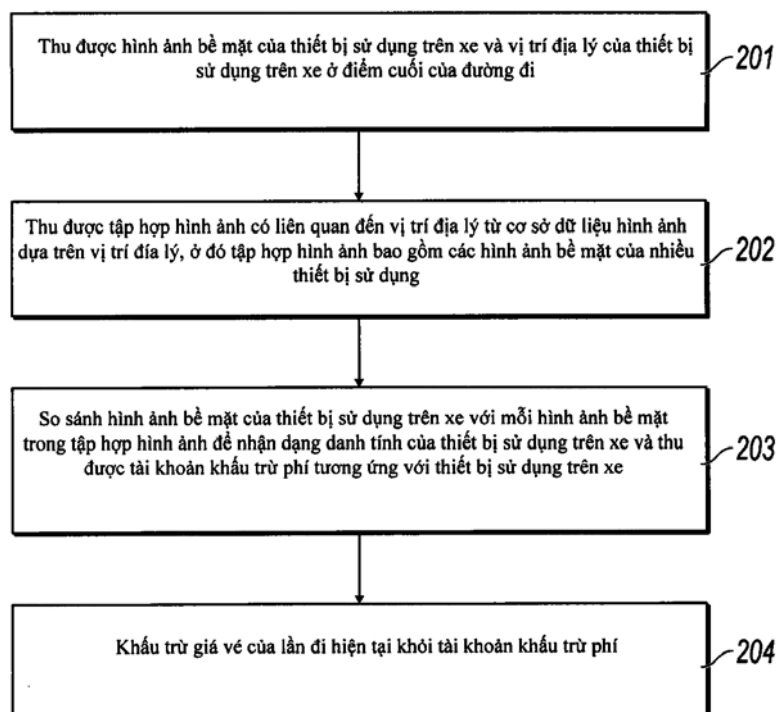 Thu được hình ảnh bề mặt của thiết bị sử dụng trên xe và vị trí địa lý của thiết bị
sử dụng trên xe ở điểm cuối của đường đi
201
Thu được tập hợp hình ảnh có liên quan đến vị trí địa lý từ cơ sở dữ liệu hình ảnh
dựa trên vị trí đía lý, ở đó tập hợp hình ảnh bao gồm các hình ảnh bề mặt của nhiều
thiết bị sử dụng
202
So sánh hình ảnh bề mặt của thiết bị sử dụng trên xe với mỗi hình ảnh bề mặt
trong tập hợp hình ảnh để nhận dạng danh tính của thiết bị sử dụng trên xe và thu
được tài khoản khấu trừ phí tương ứng với thiết bị sử dụng trên xe
203
Khấu trừ giá vé của lần đi hiện tại khỏi tài khoản khấu trừ phí
204